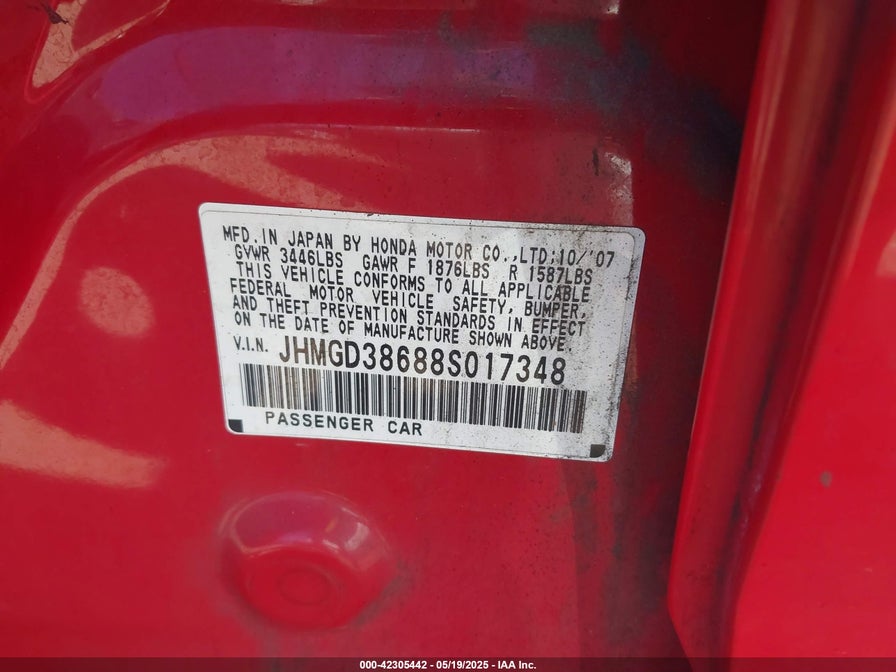 MFD.IN JAPAN BY HONDA MOTOR CO.,LTD:10/'07
GVWR 3446LBS GAWR F 1876LBS R 1587LBS
THIS VEHICLE CONFORMS TO ALL APPLICABLE
FEDERAL MOTOR VEHICLE SAFETY, BUMPER,
AND THEFT PREVENTION STANDARDS IN EFFECT
ON THE DATE OF MANUFACTURE SHOWN ABOVE.
V.I.N. JHMGD38688S017348
PASSENGER CAR
000-42305442 - 05/19/2025 - IAA Inc.